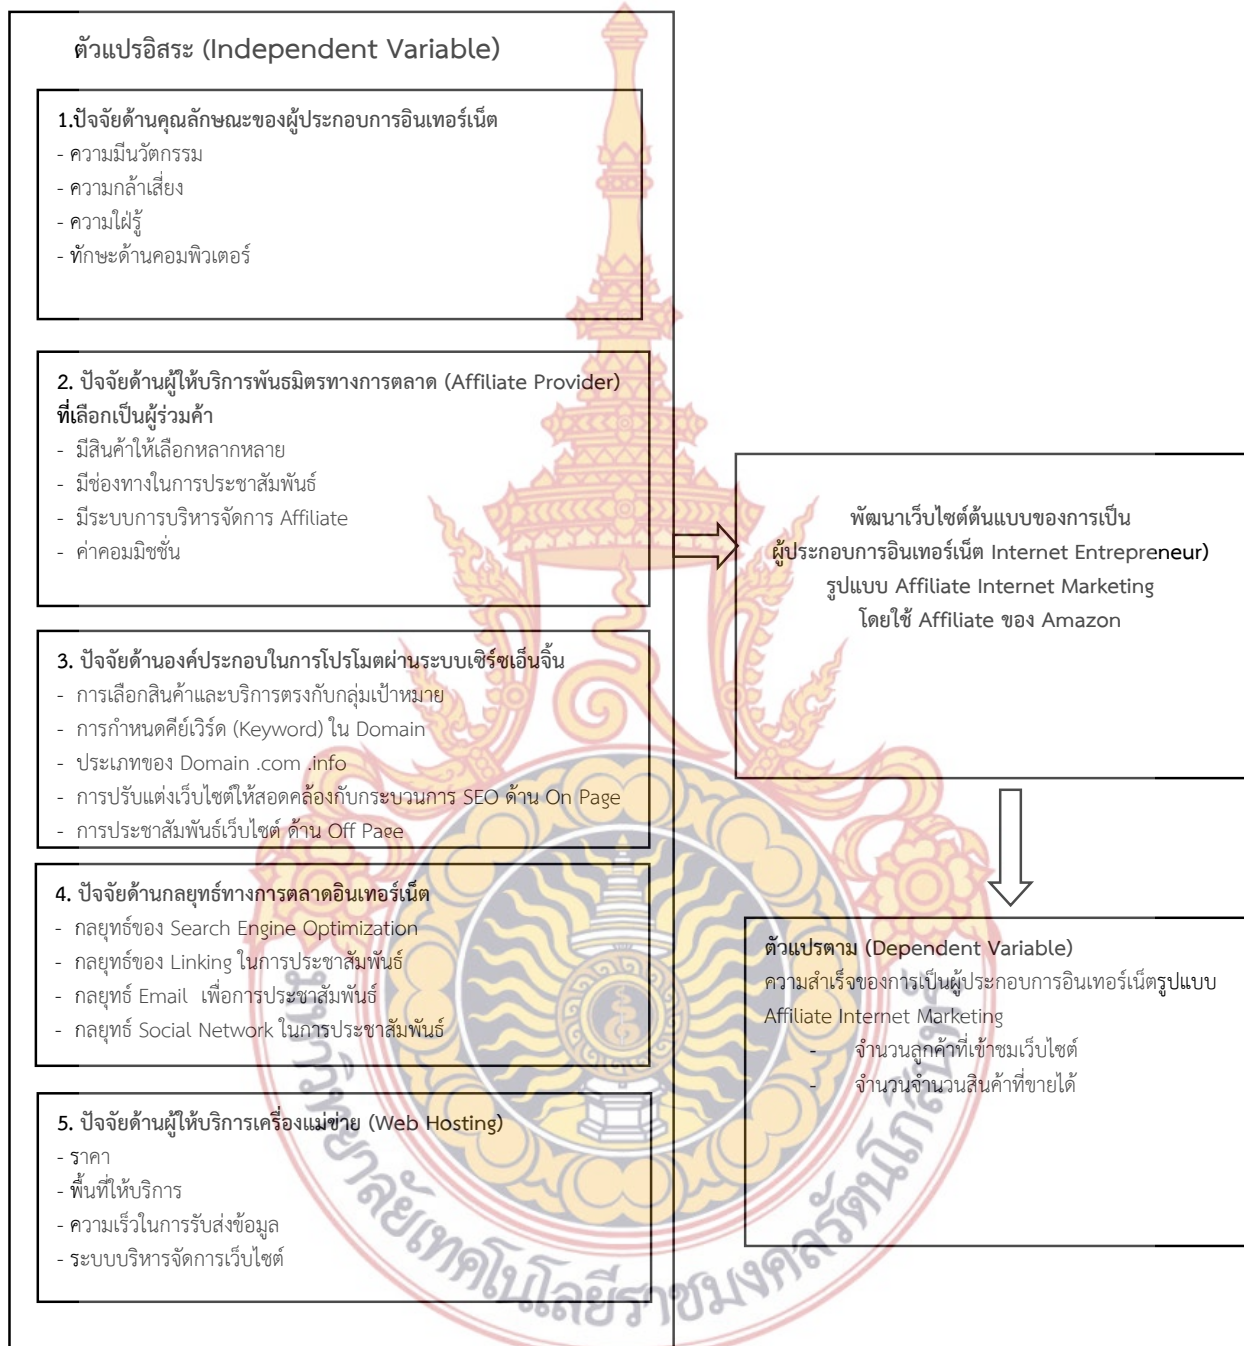 ตัวแปรอิสระ (Independent Variable)
1.ปัจจัยด้านคุณลักษณะของผู้ประกอบการอินเทอร์เน็ต
- ความมีนวัตกรรม
- ความกล้าเสี่ยง
- ความใฝ่รู้
- ทักษะด้านคอมพิวเตอร์
2. ปัจจัยด้านผู้ให้บริการพันธมิตรทางการตลาด (Affiliate Provider)
ที่เลือกเป็นผู้ร่วมค้า
- มีสินค้าให้เลือกหลากหลาย
- มีช่องทางในการประชาสัมพันธ์
- มีระบบการบริหารจัดการ Affiliate
- ค่าคอมมิชชั่น
3. ปัจจัยด้านองค์ประกอบในการโปรโมตผ่านระบบเซิร์ซเอ็นจิ้น
- การเลือกสินค้าและบริการตรงกับกลุ่มเป้าหมาย
- การกำหนดคีย์เวิร์ด (Keyword) ใน Domain
- ประเภทของ Domain .com .info
- การปรับแต่งเว็บไซต์ให้สอดคล้องกับกระบวนการ SEO ด้าน On Page
- การประชาสัมพันธ์เว็บไซต์ ด้าน Off Page
4. ปัจจัยด้านกลยุทธ์ทางการตลาดอินเทอร์เน็ต
- กลยุทธ์ของ Search Engine Optimization
- กลยุทธ์ของ Linking ในการประชาสัมพันธ์
- กลยุทธ์ Email เพื่อการประชาสัมพันธ์
- กลยุทธ์ Social Network ในการประชาสัมพันธ์
5. ปัจจัยด้านผู้ให้บริการเครื่องแม่ข่าย (Web Hosting)
- ราคา
- พื้นที่ให้บริการ
- ความเร็วในการรับส่งข้อมูล
- ระบบบริหารจัดการเว็บไซต์
พัฒนาเว็บไซต์ต้นแบบของการเป็น
ผู้ประกอบการอินเทอร์เน็ต Internet Entrepreneur)
รูปแบบ Affiliate Internet Marketing
โดยใช้ Affiliate ของ Amazon
ตัวแปรตาม (Dependent Variable)
ความสำเร็จของการเป็นผู้ประกอบการอินเทอร์เน็ตรูปแบบ
Affiliate Internet Marketing
- จำนวนลูกค้าที่เข้าชมเว็บไซต์
- จำนวนจำนวนสินค้าที่ขายได้
มหาวิทยาลัยเทคโนโลยีราชมงคลรัตนโกสินทร์